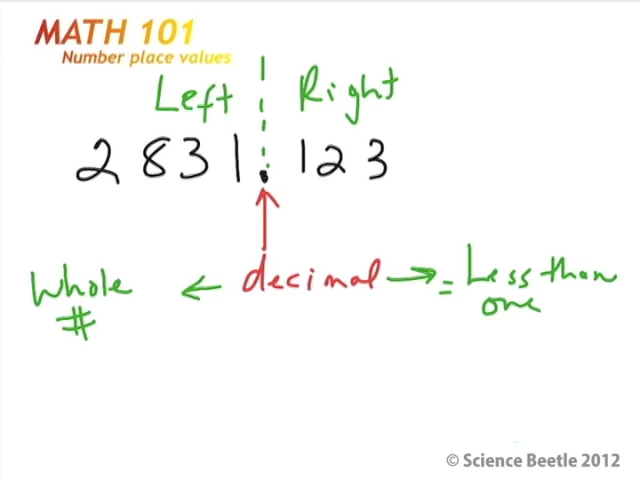 MATH 101
Number place values
Left Right
2831.123
Whole # ← decimal → = Less than one
© Science Beetle 2012